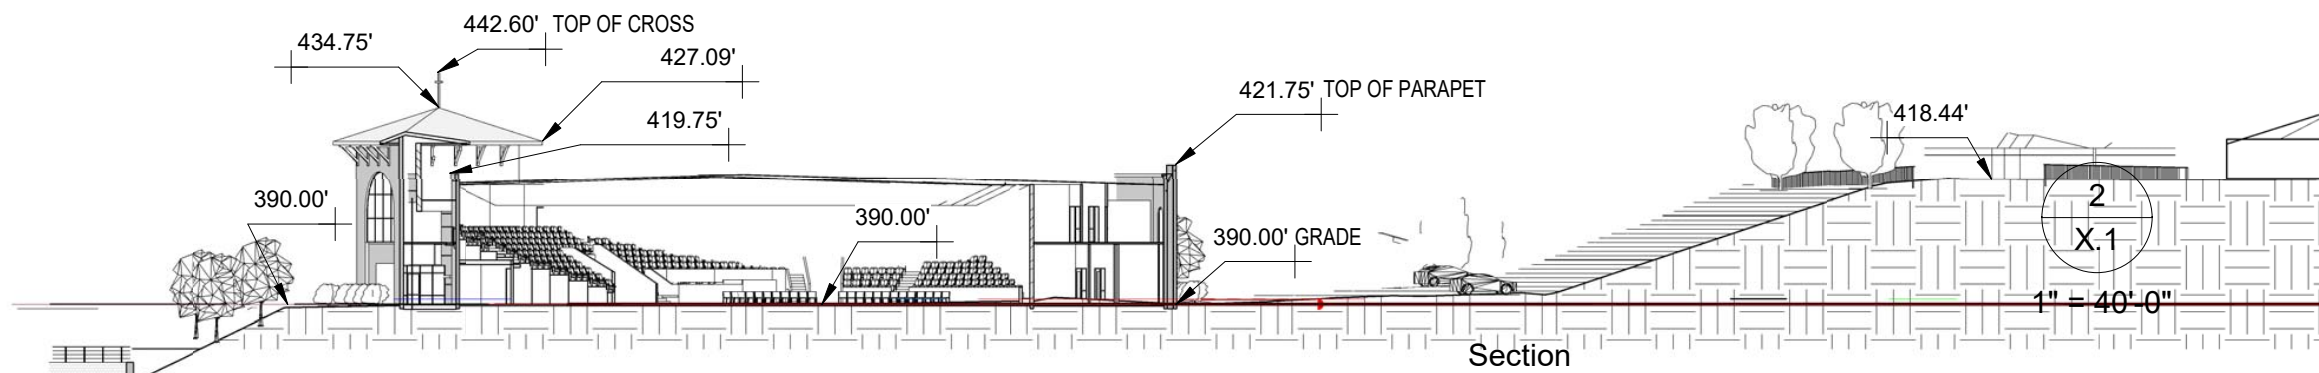 442.60' TOP OF CROSS
434.75'
427.09'
421.75' TOP OF PARAPET
419.75'
418.44'
390.00'
390.00'
390.00' GRADE
2
X.1
1" = 40'-0"
Section